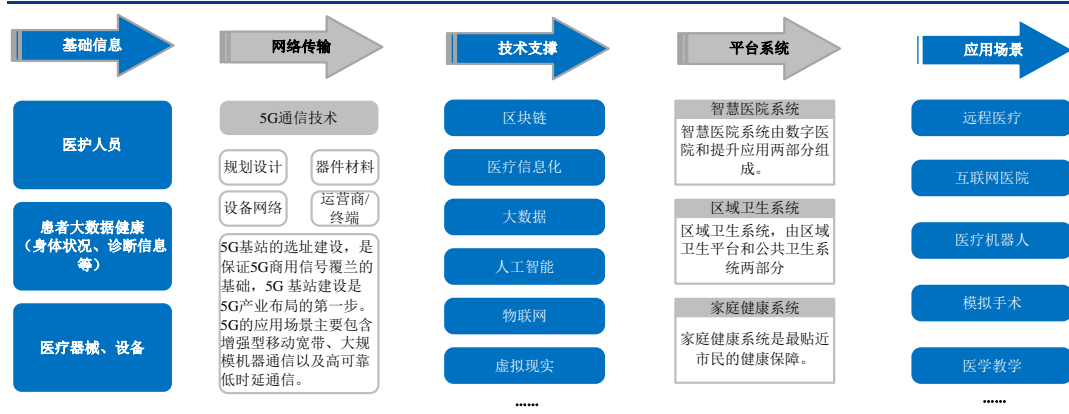 基础信息
医护人员
患者大数据健康
（身体状况、诊断信息
等）
医疗器械、设备
网络传输
5G通信技术
规划设计
器件材料
设备网络
运营商/
终端
5G基站的选址建设，是
保证5G商用信号覆兰的
基础，5G 基站建设是
5G产业布局的第一步。
5G的应用场景主要包含
增强型移动宽带、大规
模机器通信以及高可靠
低时延通信。
技术支撑
区块链
医疗信息化
大数据
人工智能
物联网
虚拟现实
......
平台系统
智慧医院系统
智慧医院系统由数字医
院和提升应用两部分组
成。
区域卫生系统
区域卫生系统，由区域
卫生平台和公共卫生系
统两部分
家庭健康系统
家庭健康系统是最贴近
市民的健康保障。
应用场景
远程医疗
互联网医院
医疗机器人
模拟手术
医学教学
......